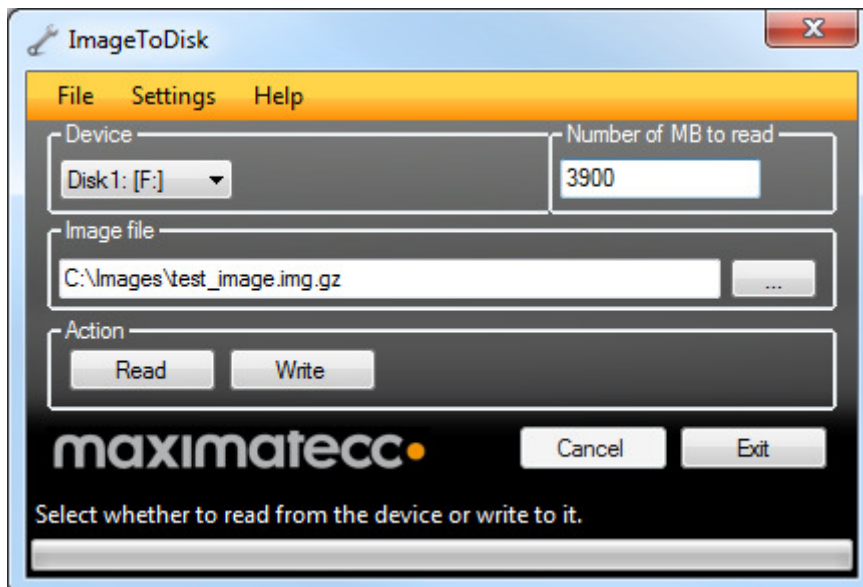 ImageToDisk
File Settings Help
Device
Number of MB to read
Disk1: [F:]
3900
Image file
C:\Images\test_image.img.gz
...
Action
Read Write
maximatecc
Cancel Exit
Select whether to read from the device or write to it.